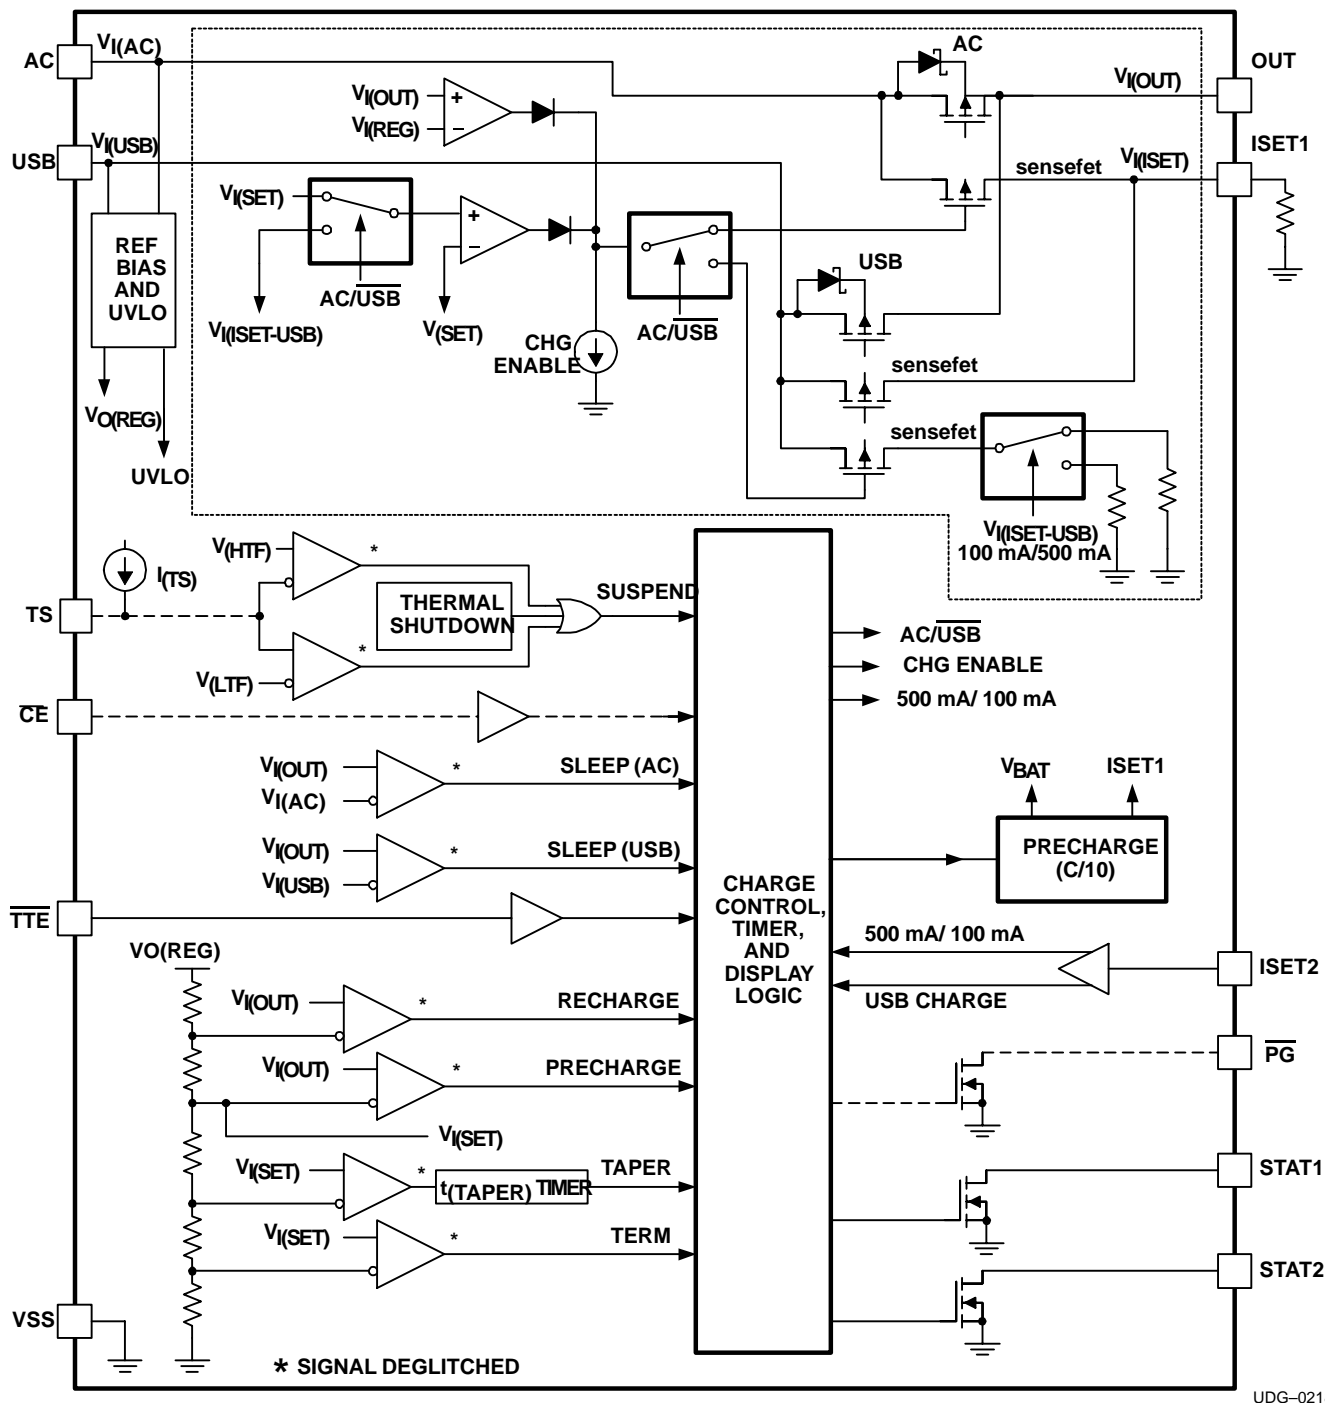 AC
VI(AC)
AC
OUT
VI(OUT)
VI(OUT)
VI(REG)
USB
VI(USB)
ISET1
VI(ISET)
sensefet
VI(SET)
REF
BIAS
AND
UVLO
AC/USB
VI(ISET-USB)
V(SET)
CHG
ENABLE
AC/USB
USB
sensefet
VO(REG)
UVLO
sensefet
VI(ISET-USB)
100 mA/500 mA
V(HTF)
*
I(TS)
TS
THERMAL
SHUTDOWN
SUSPEND
*
V(LTF)
AC/USB
CHG ENABLE
500 mA/ 100 mA
CE
VI(OUT)
*
SLEEP (AC)
VI(AC)
VBAT
ISET1
VI(OUT)
*
SLEEP (USB)
VI(USB)
PRECHARGE
(C/10)
CHARGE
CONTROL,
TIMER,
AND
DISPLAY
LOGIC
TTE
500 mA/ 100 mA
ISET2
USB CHARGE
VO(REG)
VI(OUT)
*
RECHARGE
PG
VI(OUT)
*
PRECHARGE
VI(SET)
VI(SET)
*
t(TAPER) TIMER
TAPER
STAT1
VI(SET)
*
TERM
STAT2
VSS
* SIGNAL DEGLITCHED
UDG–021